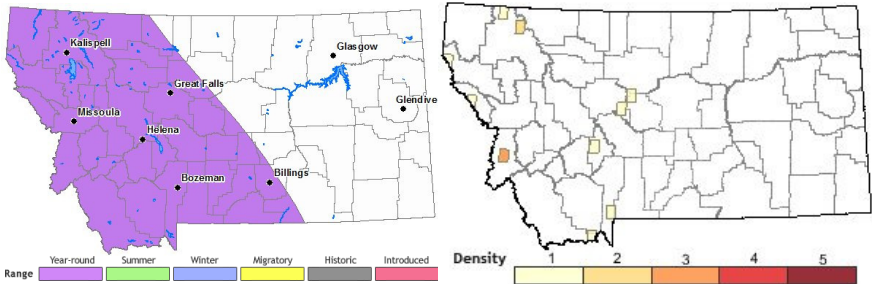 Kalispell
Glasgow
Great Falls
Glendive
Missoula
Helena
Bozeman
Billings
Range
Year-round
Summer
Winter
Migratory
Historic
Introduced
Density
1 2 3 4 5